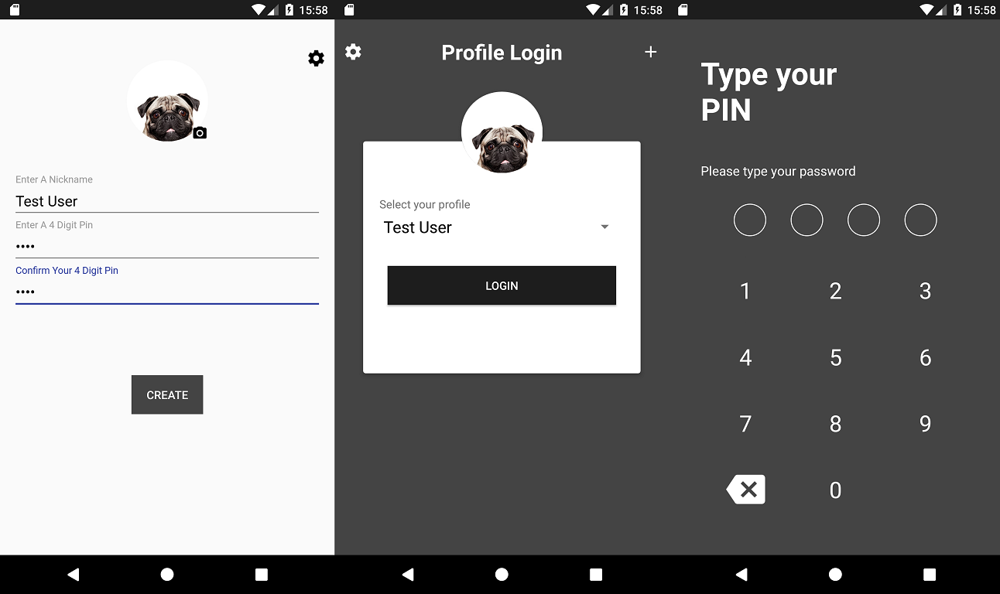 15:58
Enter A Nickname
Test User
Enter A 4 Digit Pin
••••
Confirm Your 4 Digit Pin
••••
CREATE
15:58
Profile Login
Select your profile
Test User
LOGIN
15:58
Type your
PIN
Please type your password
1 2 3
4 5 6
7 8 9
0